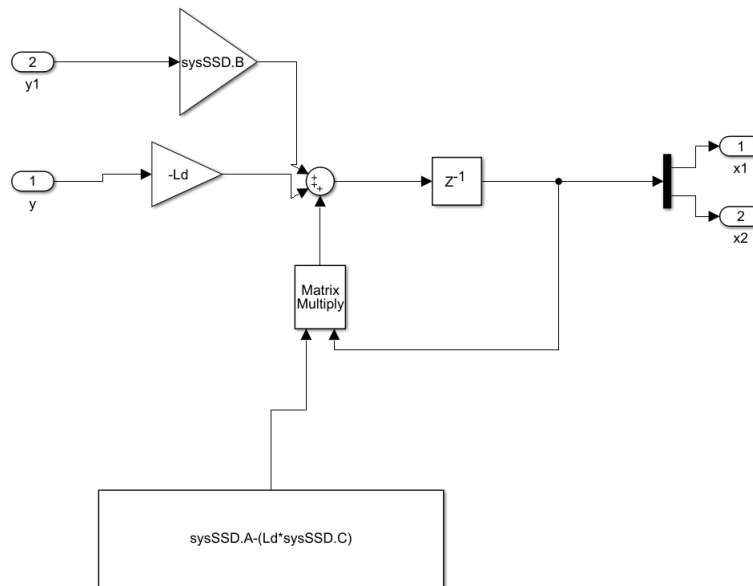 sysSSD.B
2
y1
-Ld
1
y
+
+
+
Z-1
1
x1
2
x2
Matrix
Multiply
sysSSD.A-(Ld*sysSSD.C)